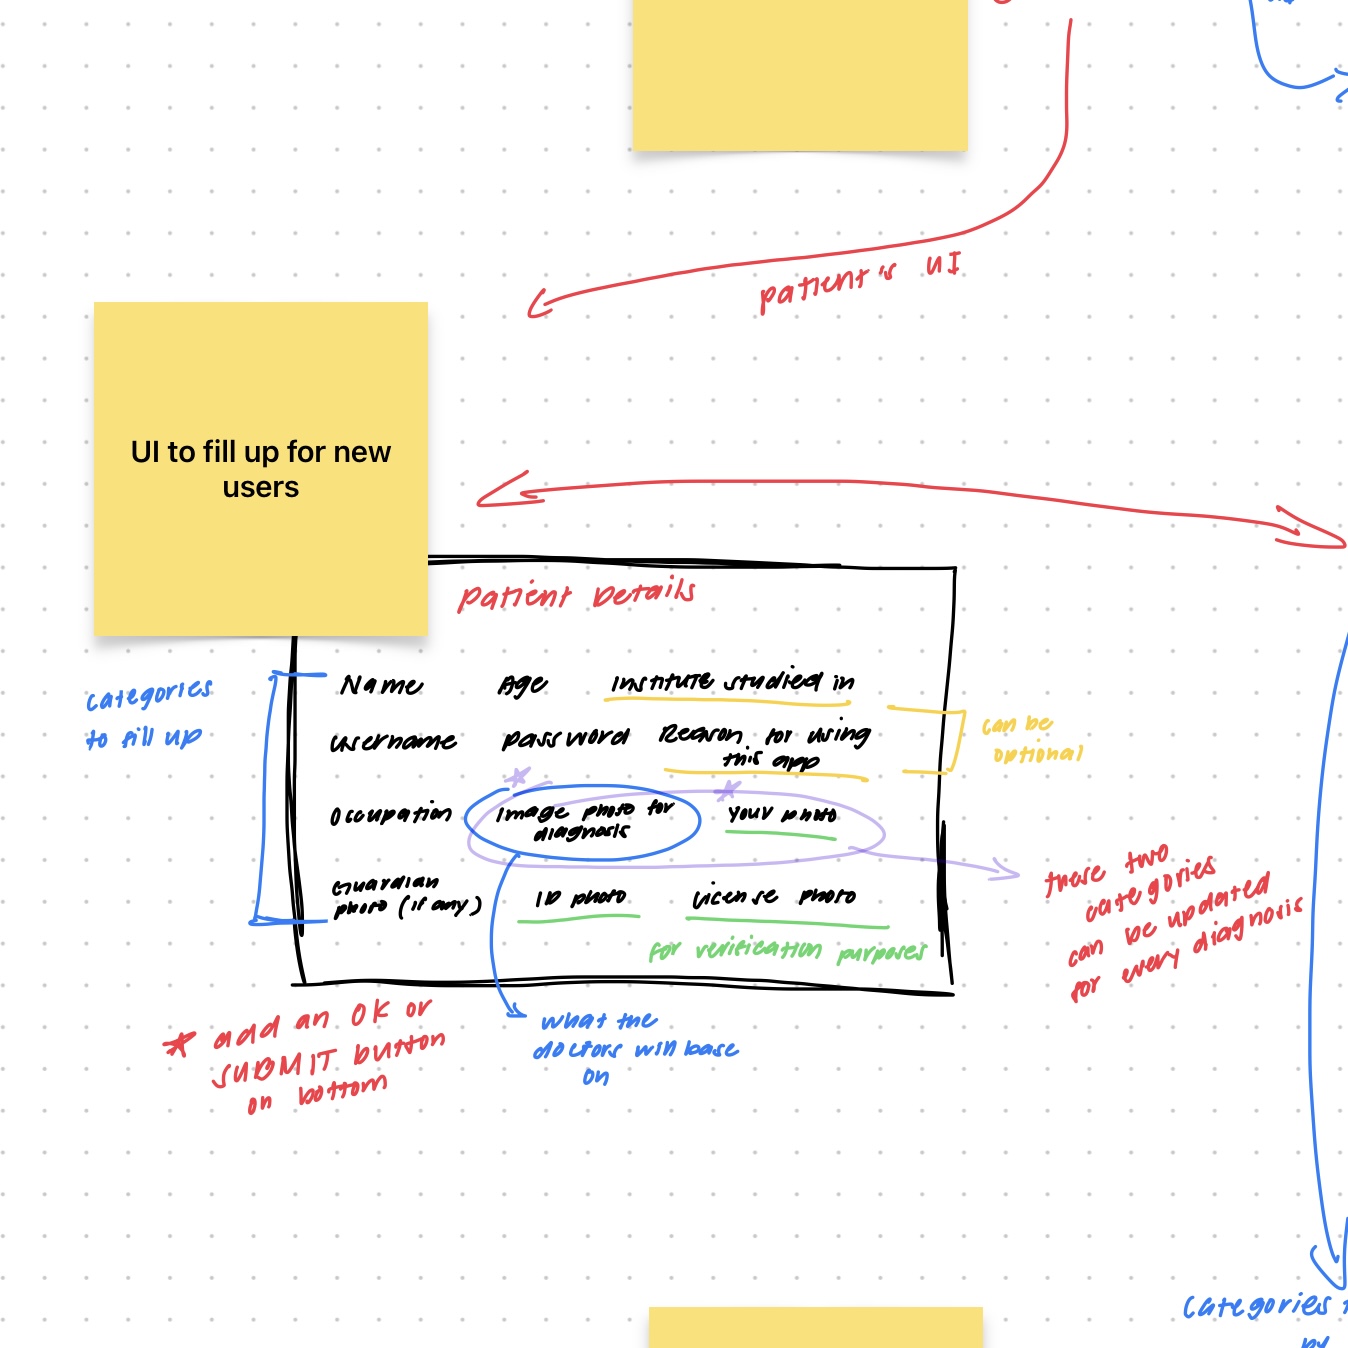 patient's UI
UI to fill up for new
users
Patient Details
categories
to fill up
Name Age Institute studied in
username password Reason for using
this app
can be
optional
Occupation Image photo for
diagnosis
your photo
Guardian
photo (if any)
ID photo License photo
for verification purposes
these two
categories
can be updated
for every diagnosis
* add an OK or
SUBMIT button
on bottom
what the
doctors will base
on
Categories
by